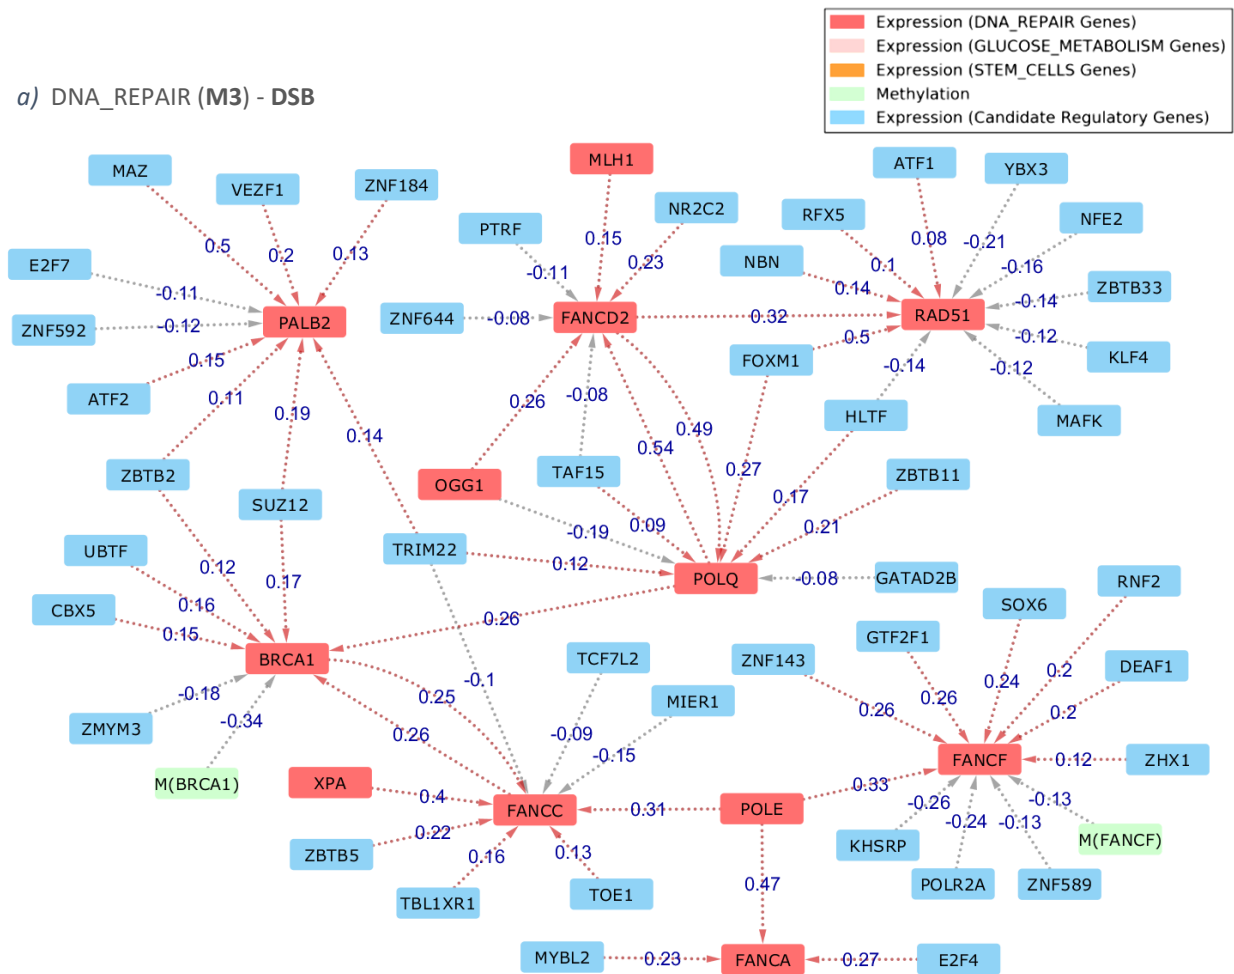 Expression (DNA_REPAIR Genes)
Expression (GLUCOSE_METABOLISM Genes)
Expression (STEM_CELLS Genes)
Methylation
Expression (Candidate Regulatory Genes)
a) DNA_REPAIR (M3) - DSB
MAZ
VEZF1
ZNF184
MLH1
ATF1
YBX3
PTRF
NR2C2
RFX5
NFE2
0.5
0.2
0.13
0.15
0.23
0.08
-0.21
E2F7
-0.11
-0.11
NBN
0.1
-0.16
ZBTB33
0.14
-0.14
ZNF592
-0.12
PALB2
ZNF644
-0.08
FANCD2
0.32
RAD51
-0.12
KLF4
0.15
FOXM1
0.5
-0.14
-0.12
ATF2
0.11
0.19
0.26
-0.08
HLTF
MAFK
0.14
0.54
0.49
ZBTB2
SUZ12
OGG1
TAF15
0.27
0.17
ZBTB11
0.21
-0.19
0.09
UBTF
TRIM22
0.12
POLQ
-0.08
GATAD2B
RNF2
0.12
0.17
CBX5
0.16
0.15
0.26
SOX6
GTF2F1
BRCA1
TCF7L2
ZNF143
DEAF1
-0.18
-0.34
0.25
-0.1
MIER1
0.26
0.26
0.24
0.2
0.2
ZMYM3
0.26
-0.09
-0.15
M(BRCA1)
XPA
0.4
FANCC
0.31
POLE
0.33
FANCF
0.12
ZHX1
ZBTB5
0.22
0.16
0.13
-0.26
-0.24
-0.13
-0.13
KHSRP
M(FANCF)
TBL1XR1
TOE1
0.47
POLR2A
ZNF589
MYBL2
0.23
FANCA
0.27
E2F4